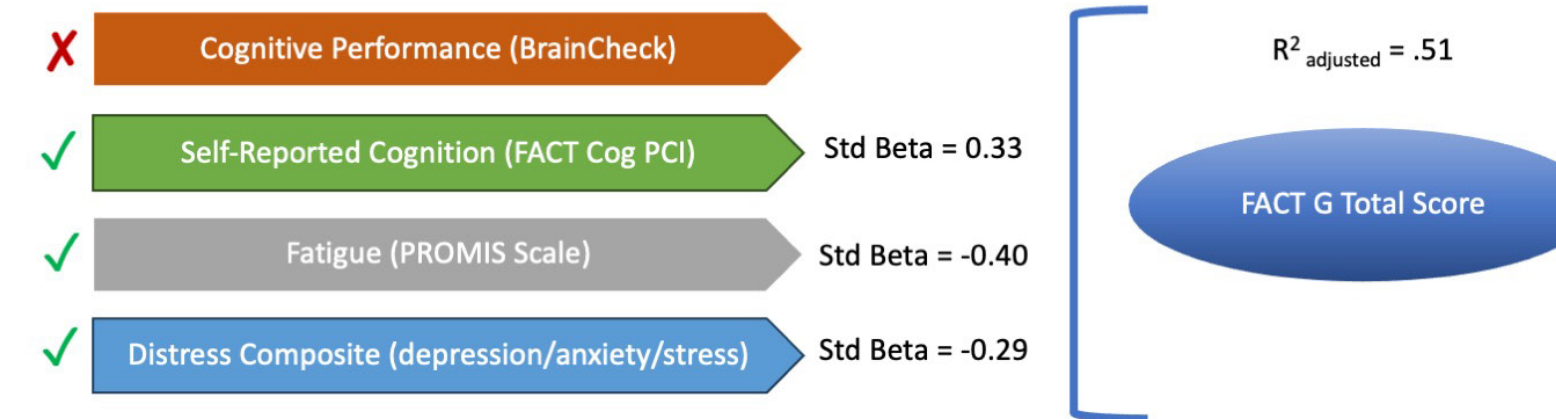 ✗ Cognitive Performance (BrainCheck)
✓ Self-Reported Cognition (FACT Cog PCI) Std Beta = 0.33
✓ Fatigue (PROMIS Scale) Std Beta = -0.40
✓ Distress Composite (depression/anxiety/stress) Std Beta = -0.29
R² adjusted = .51
FACT G Total Score